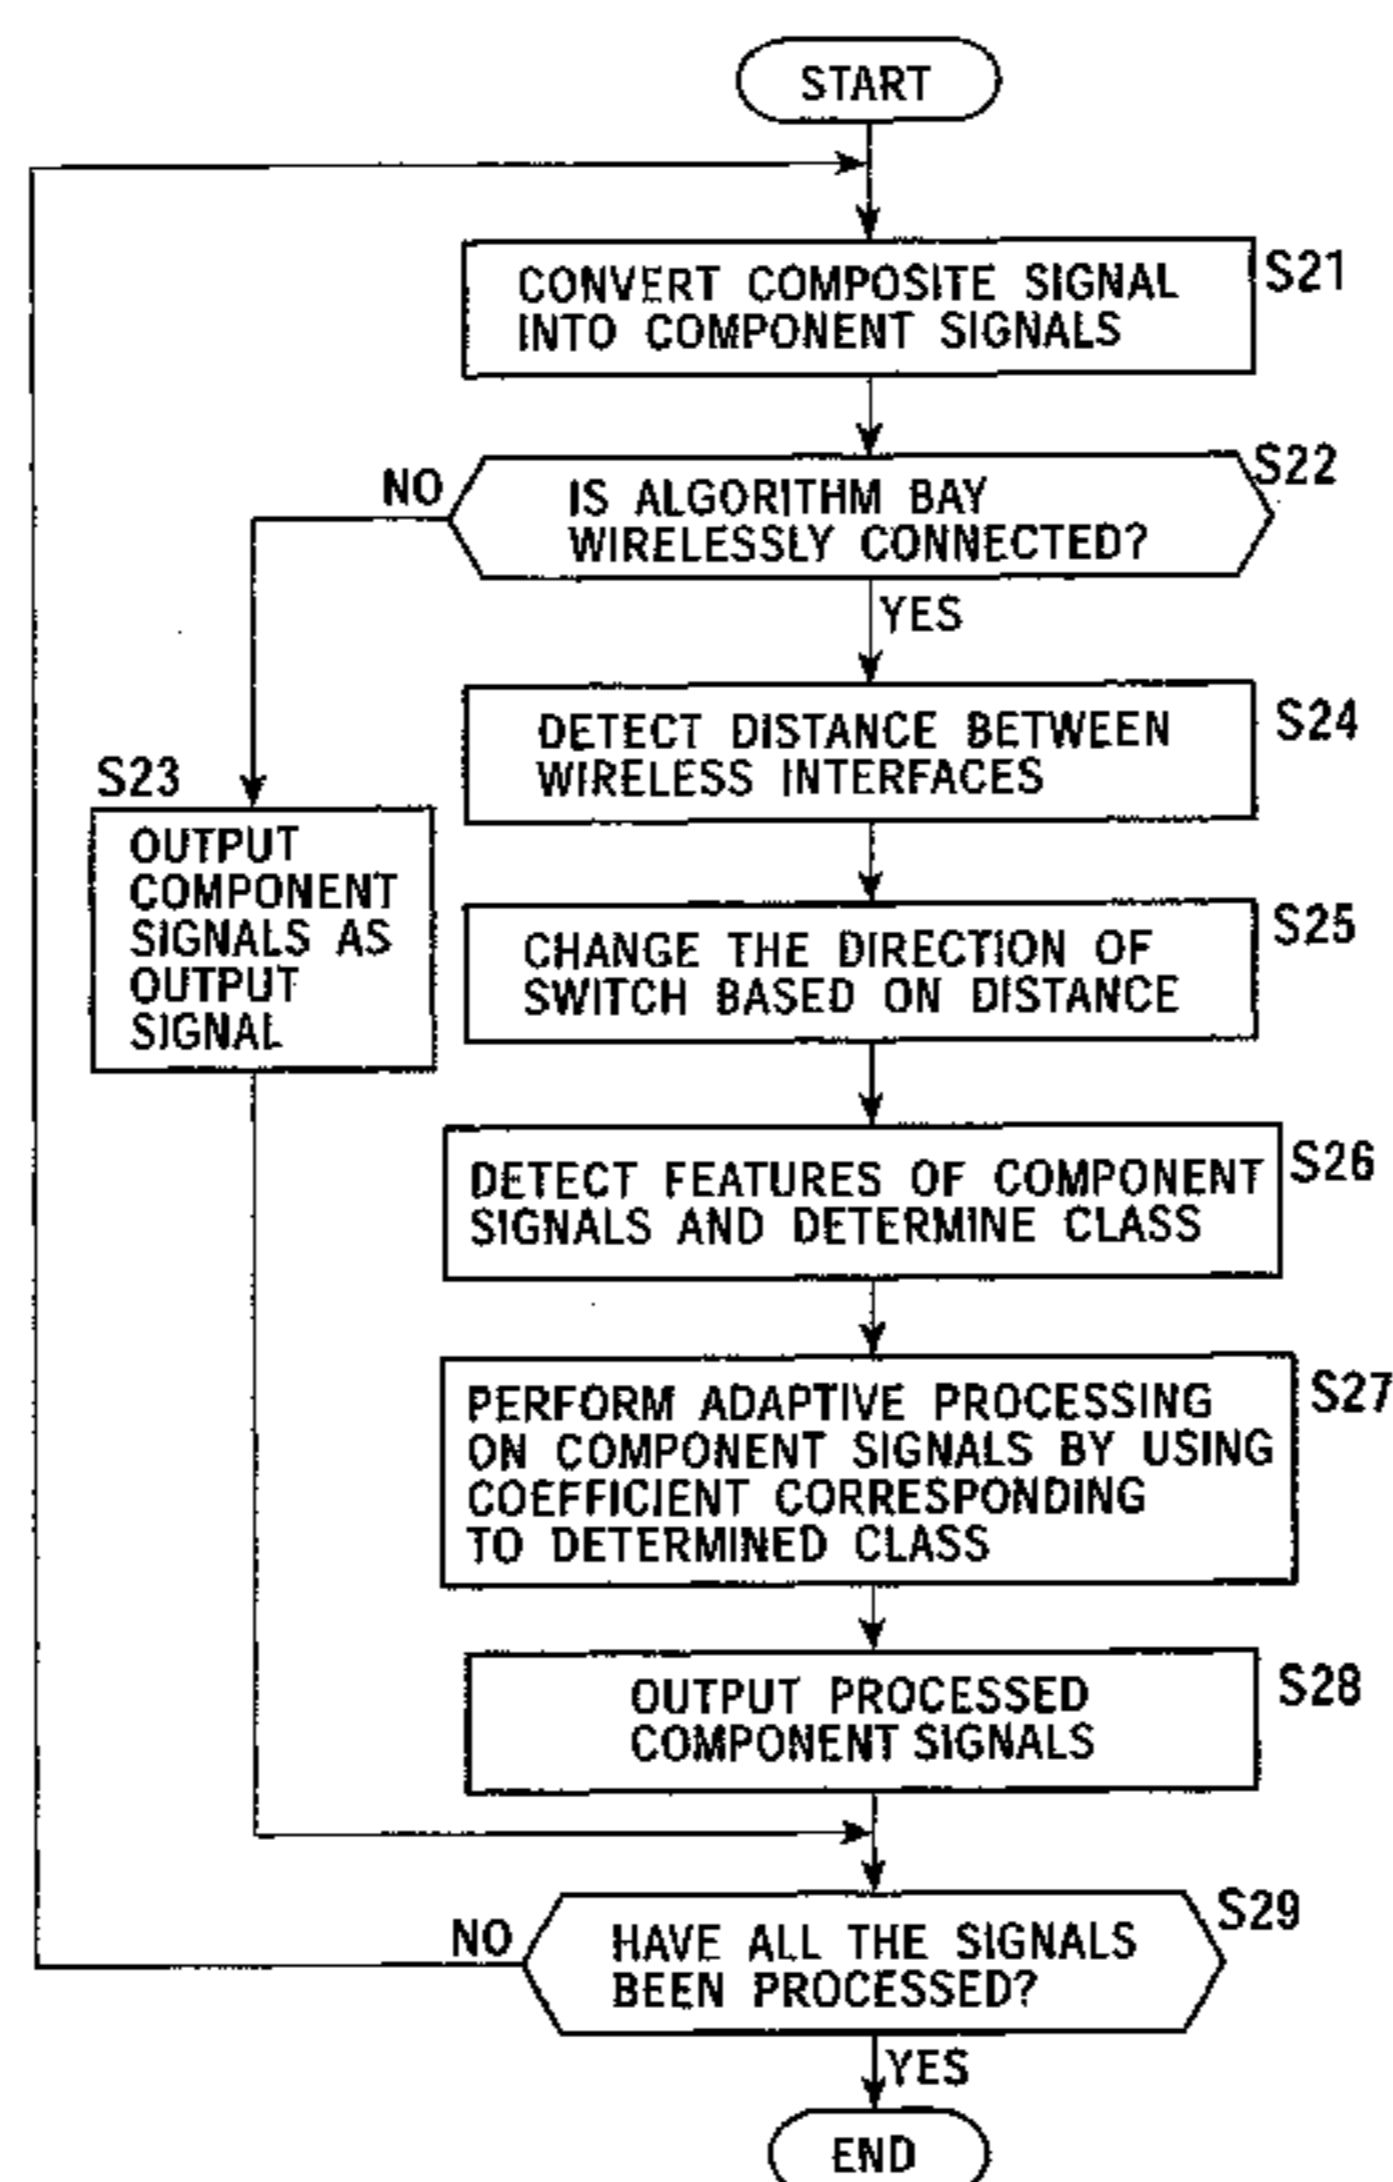 START
S21
CONVERT COMPOSITE SIGNAL
INTO COMPONENT SIGNALS
S22
NO
IS ALGORITHM BAY
WIRELESSLY CONNECTED?
YES
S24
DETECT DISTANCE BETWEEN
WIRELESS INTERFACES
S23
OUTPUT
COMPONENT
SIGNALS AS
OUTPUT
SIGNAL
S25
CHANGE THE DIRECTION OF
SWITCH BASED ON DISTANCE
S26
DETECT FEATURES OF COMPONENT
SIGNALS AND DETERMINE CLASS
S27
PERFORM ADAPTIVE PROCESSING
ON COMPONENT SIGNALS BY USING
COEFFICIENT CORRESPONDING
TO DETERMINED CLASS
S28
OUTPUT PROCESSED
COMPONENT SIGNALS
S29
NO
HAVE ALL THE SIGNALS
BEEN PROCESSED?
YES
END